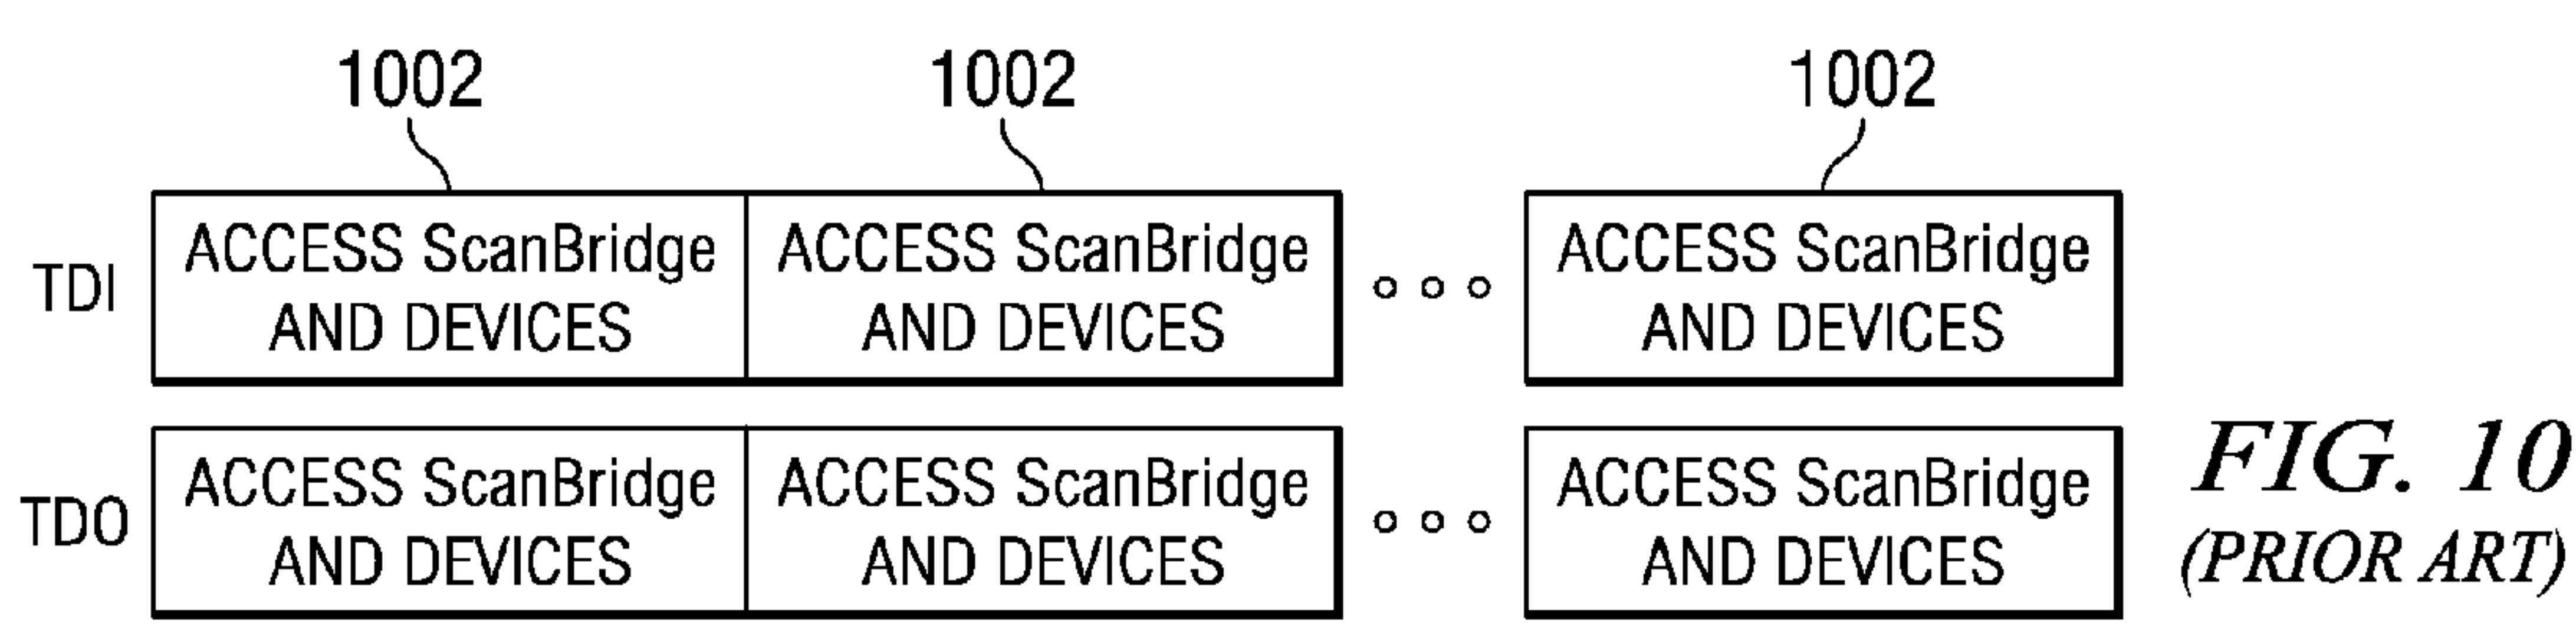 1002 1002 1002
TDI ACCESS ScanBridge ACCESS ScanBridge ACCESS ScanBridge
AND DEVICES AND DEVICES AND DEVICES
TDO ACCESS ScanBridge ACCESS ScanBridge ACCESS ScanBridge
AND DEVICES AND DEVICES AND DEVICES
FIG. 10
(PRIOR ART)